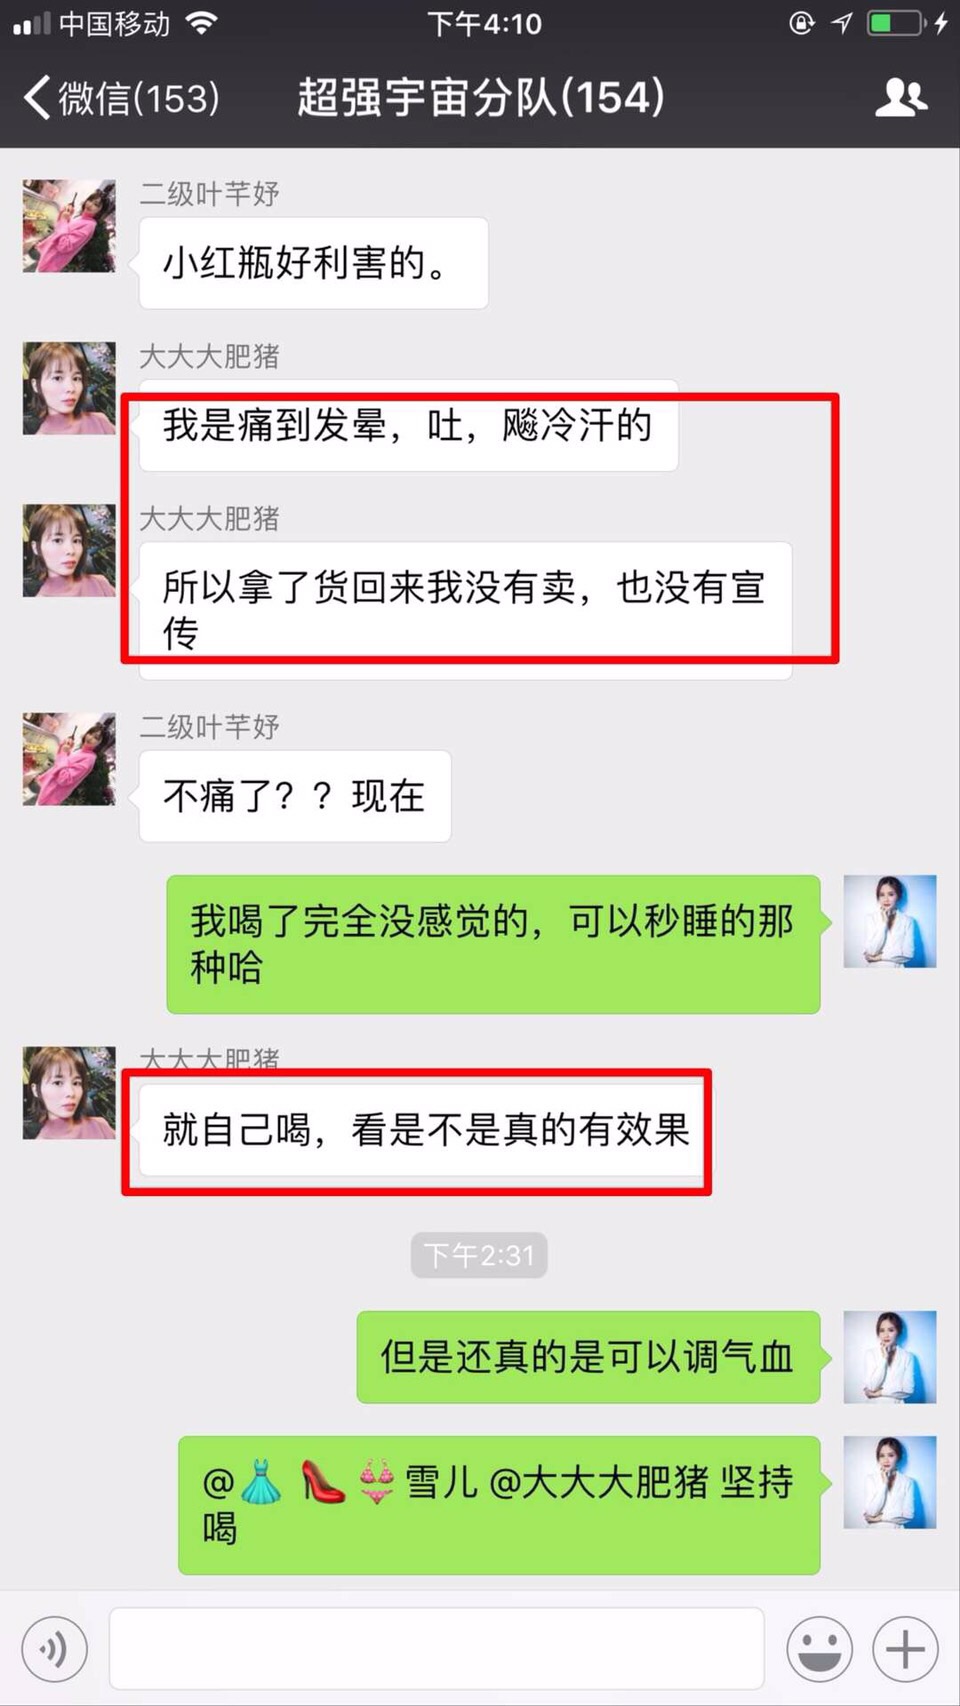 中国移动 下午4:10
微信(153) 超强宇宙分队(154)
二级叶芊妤
小红瓶好利害的。
大大大肥猪
我是痛到发晕，吐，飚冷汗的
大大大肥猪
所以拿了货回来我没有卖，也没有宣
传
二级叶芊妤
不痛了？？现在
我喝了完全没感觉的，可以秒睡的那
种哈
大大大肥猪
就自己喝，看是不是真的有效果
下午2:31
但是还真的是可以调气血
@👗👠👙雪儿 @大大大肥猪 坚持
喝